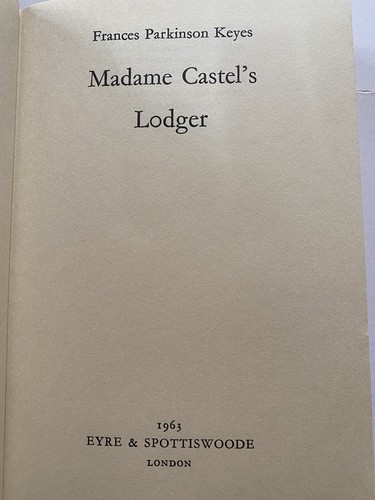 Frances Parkinson Keyes
Madame Castel's
Lodger
1963
EYRE & SPOTTISWOODE
LONDON